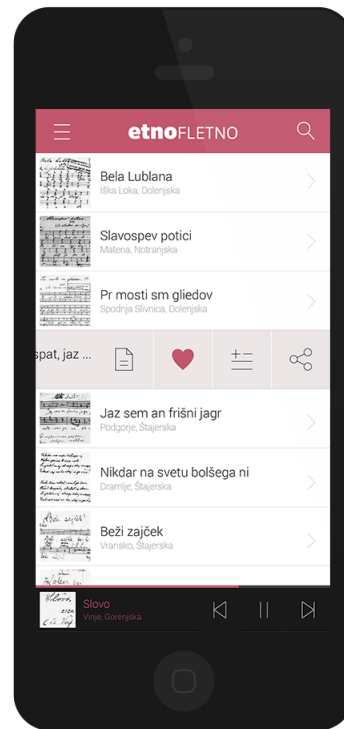 etnoFLETNO
Bela Lublana
Iška Loka, Dolenjska
Slavospev potici
Matena, Notranjska
Pr mosti sm gliedov
Spodnja Slivnica, Dolenjska
spat, jaz ...
Jaz sem an frišni jagr
Podgorje, Štajerska
Nikdar na svetu bolšega ni
Dramlje, Štajerska
Beži zajček
Vransko, Štajerska
Slovo
Vinje, Gorenjska